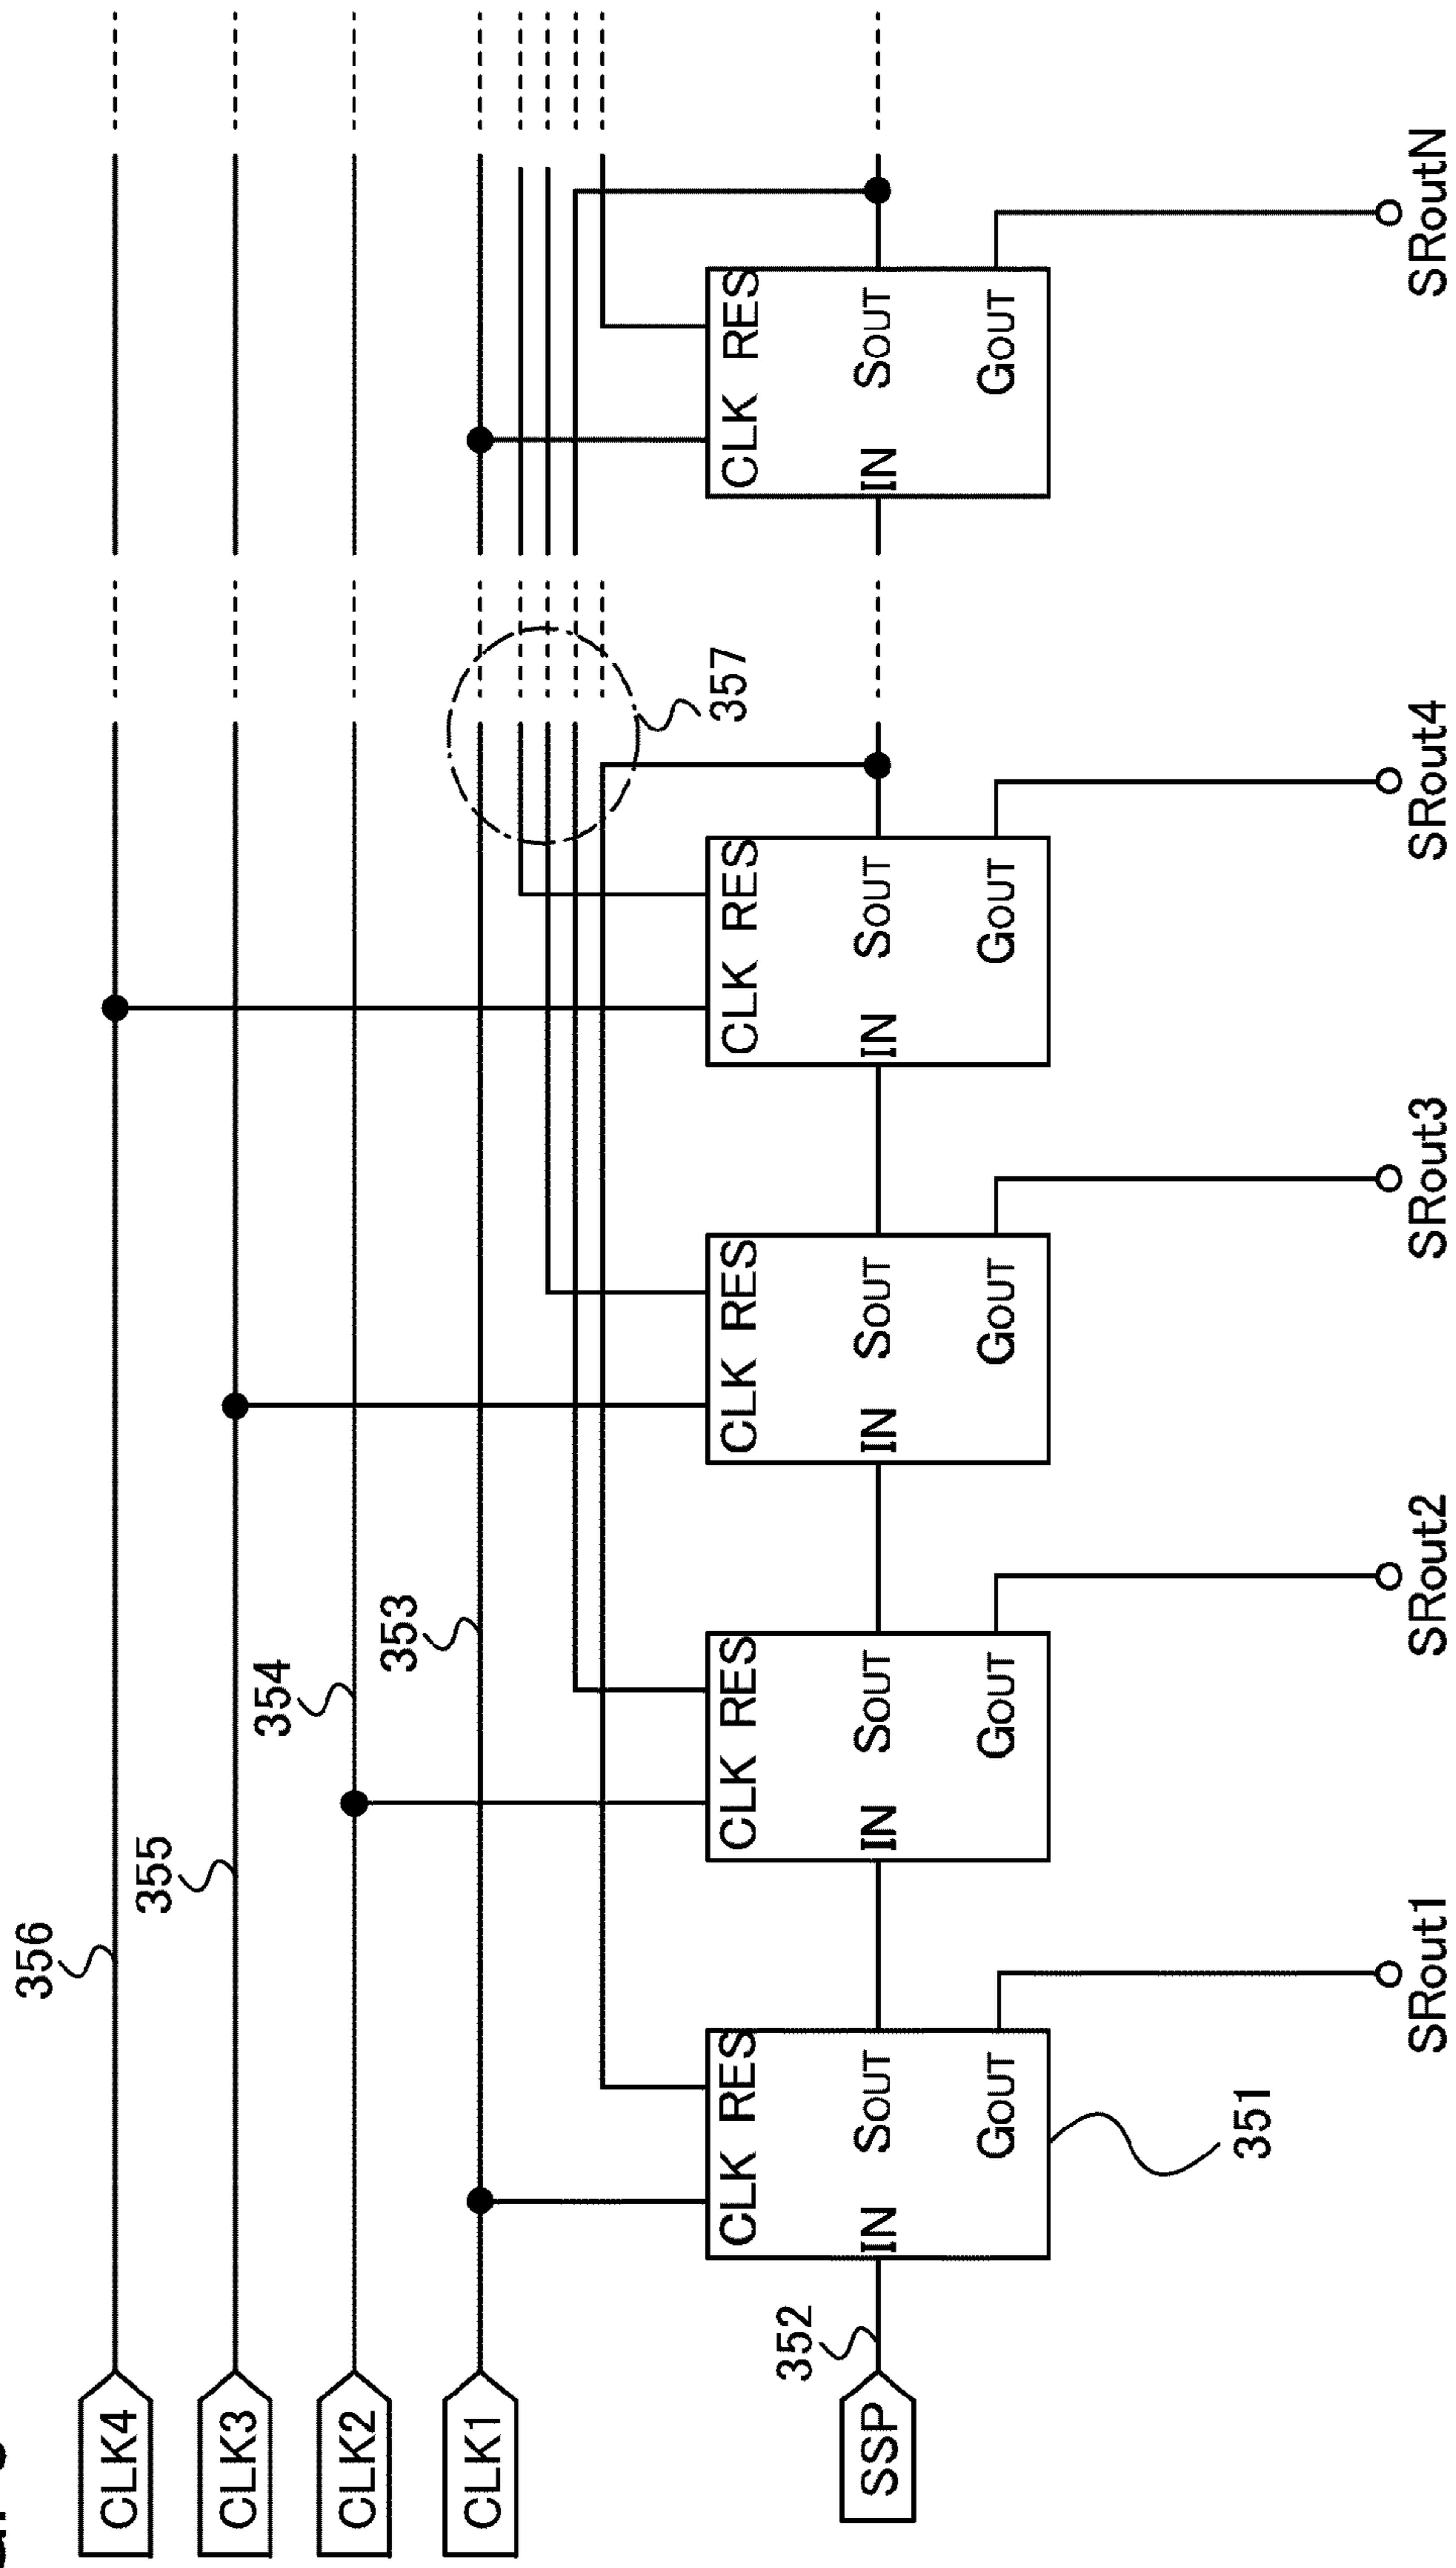 CLK4
356
CLK3
355
CLK2
354
CLK1
353
357
SSP
352
CLK RES
IN SOUT
GOUT
351
SRout1
CLK RES
IN SOUT
GOUT
SRout2
CLK RES
IN SOUT
GOUT
SRout3
CLK RES
IN SOUT
GOUT
SRout4
CLK RES
IN SOUT
GOUT
SRoutN